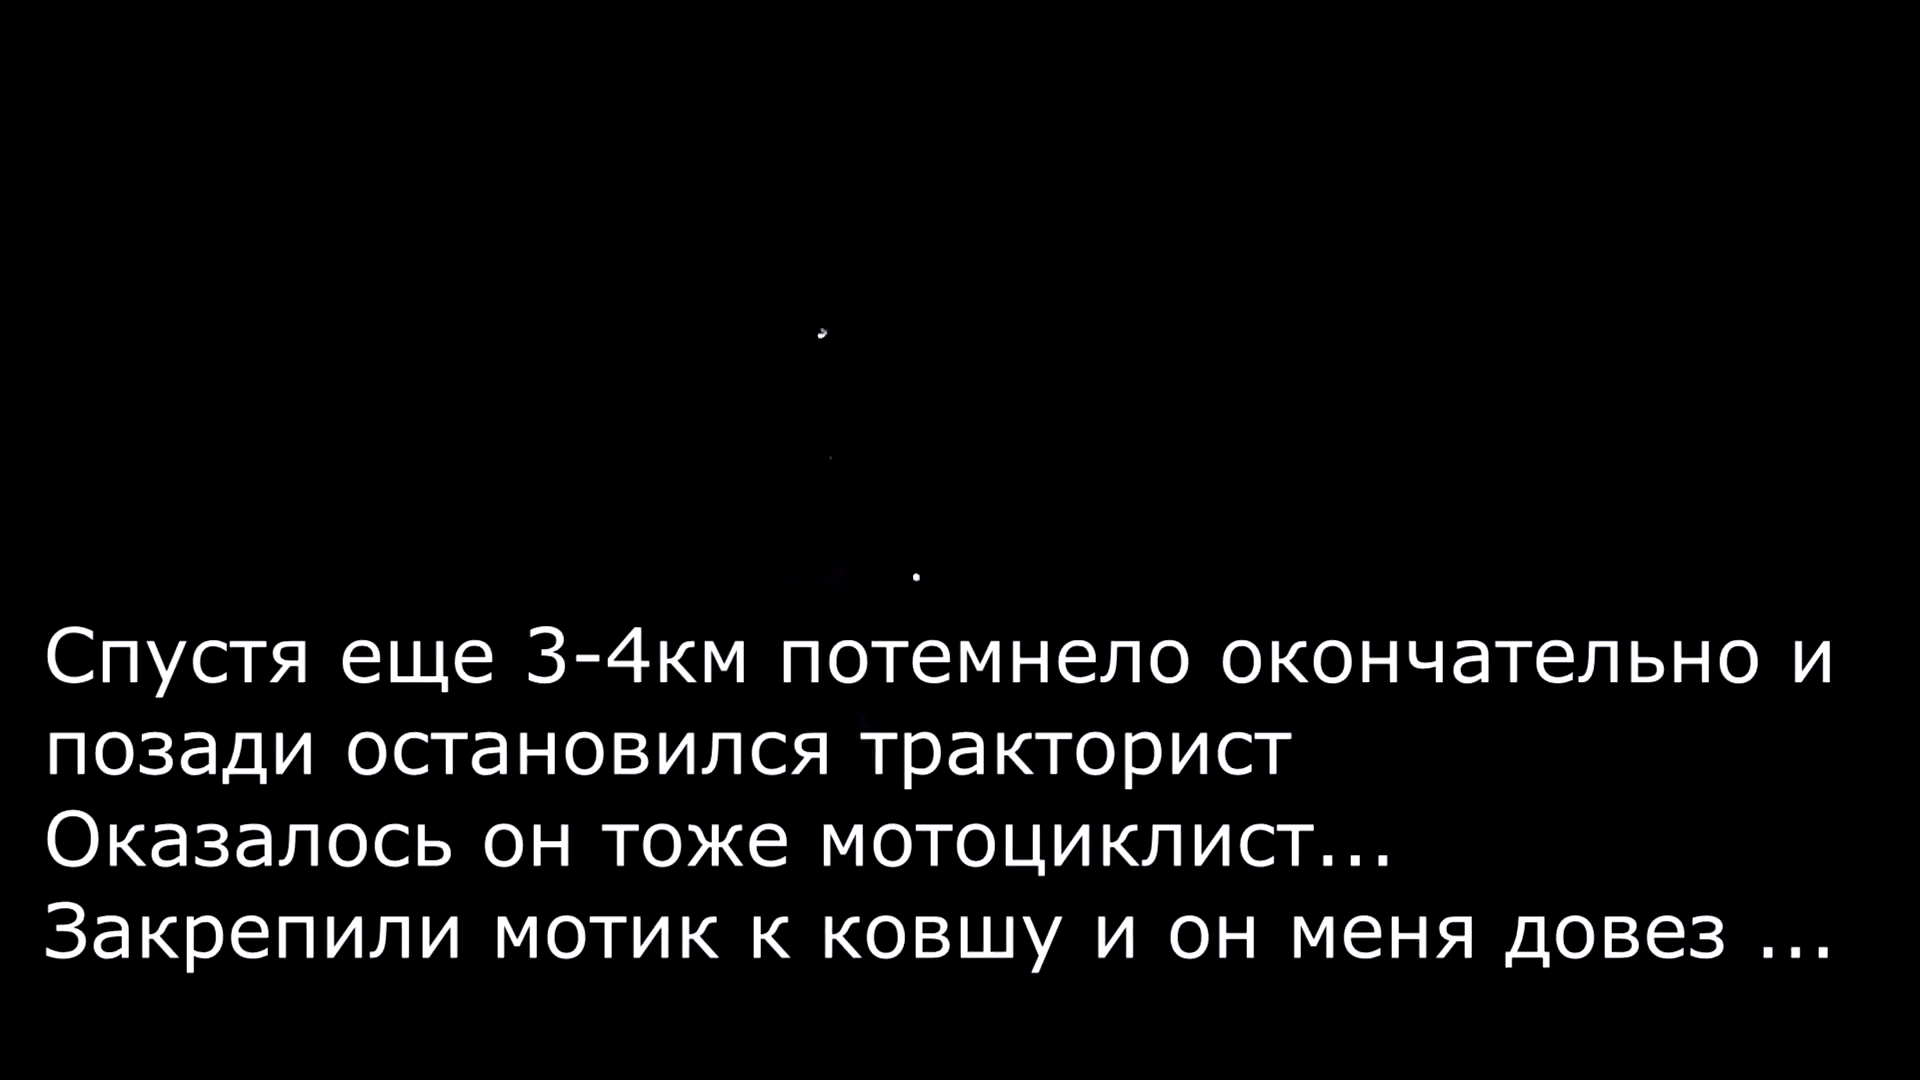 Спустя еще 3-4км потемнело окончательно и
позади остановился тракторист
Оказалось он тоже мотоциклист...
Закрепили мотик к ковшу и он меня довез ...